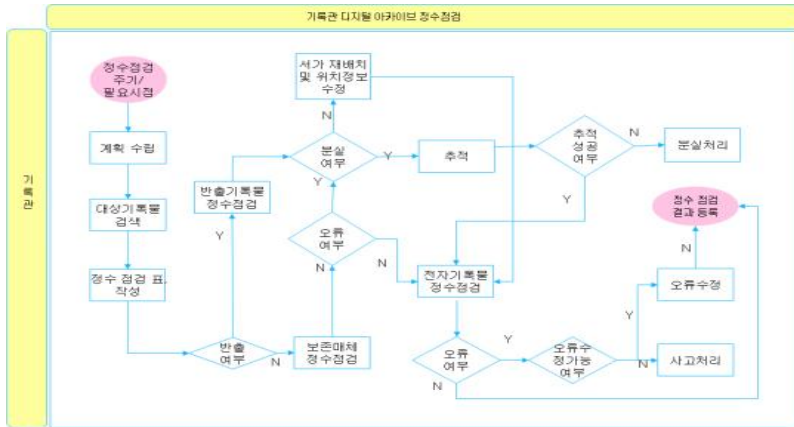 기록관 디지털 아카이브 정수점검
기
록
관
정수점검
주기/
필요시점
계획 수립
대상기록물
검색
정수 점검 표.
작성
반출
여부
Y
N
반출기록물
정수점검
보존매체
정수점검
N
오류
여부
Y
N
분실
여부
N
Y
서가 재배치
및 위치정보
수정
추적
추적
성공
여부
N
Y
분실처리
전자기록물
정수점검
오류
여부
Y
N
오류수
정가능
여부
Y
N
오류수정
사고처리
N
정수 점검
결과 등록